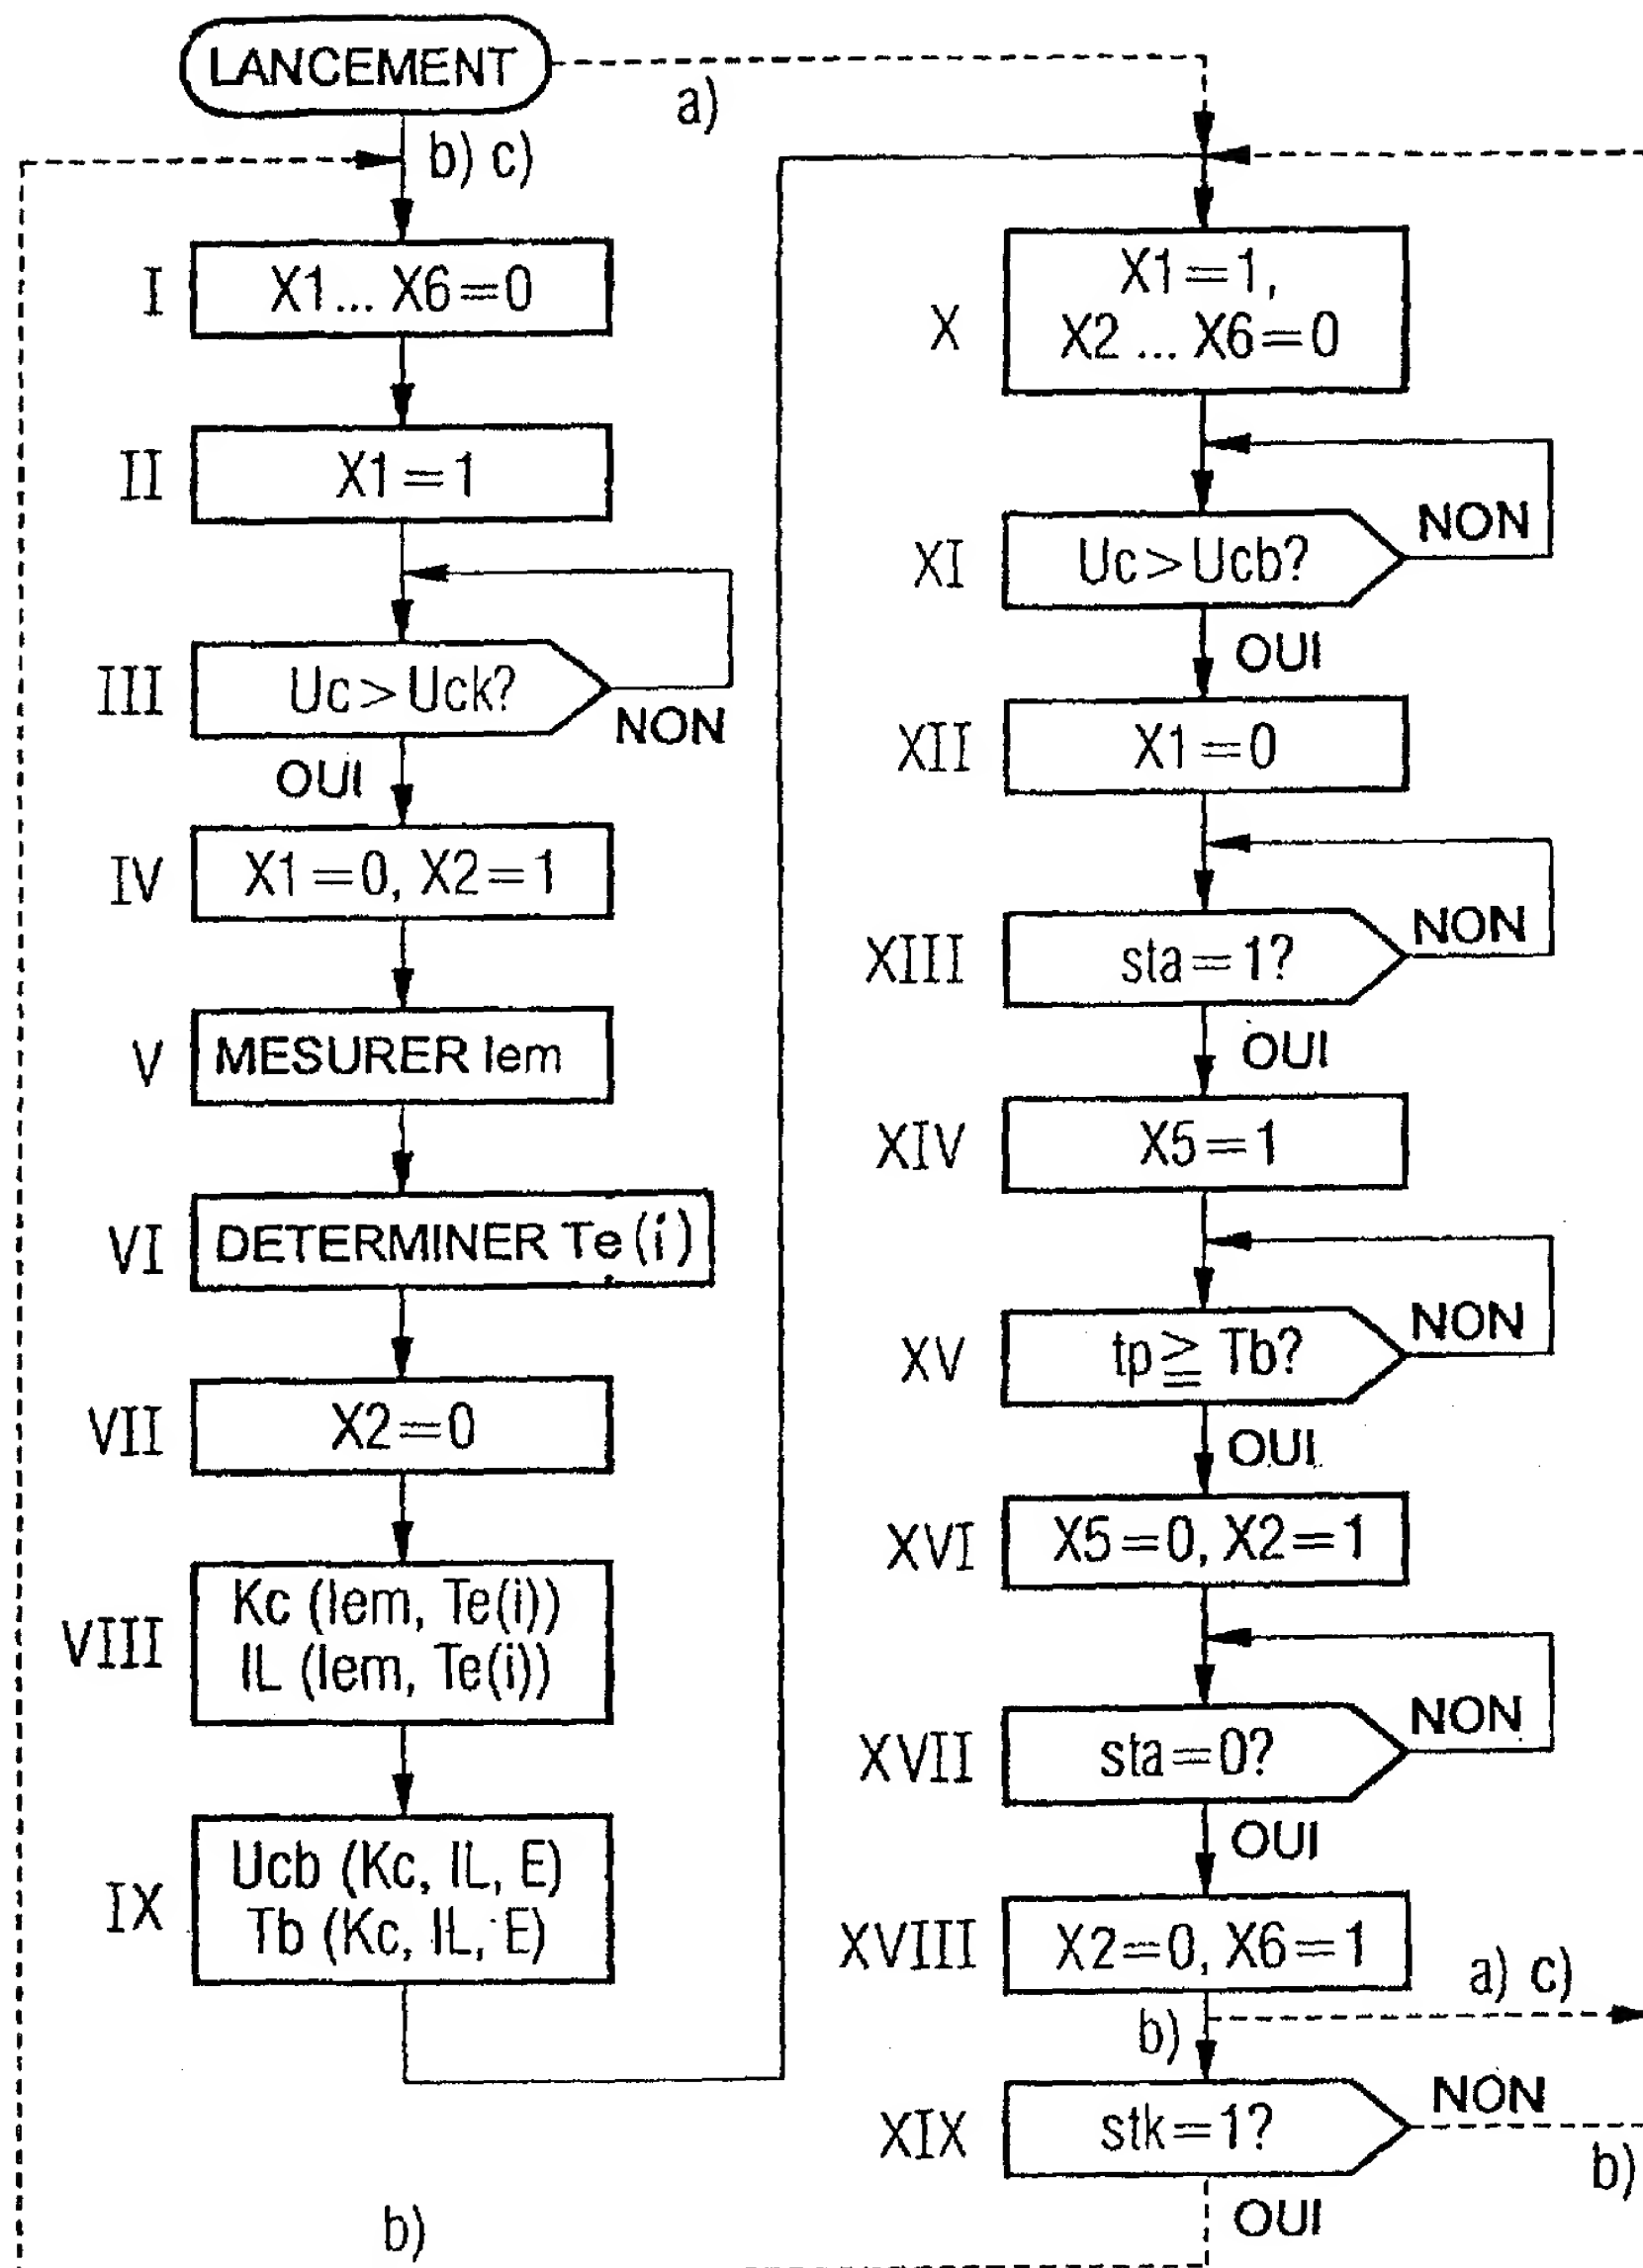 LANCEMENT
a)
b) c)
I
X1... X6=0
II
X1=1
III
Uc>Uck?
NON
OUI
IV
X1=0, X2=1
V
MESURER Iem
VI
DETERMINER Te(i)
VII
X2=0
VIII
Kc (Iem, Te(i))
IL (Iem, Te(i))
IX
Ucb (Kc, IL, E)
Tb (Kc, IL, E)
b)
X
X1=1,
X2 ... X6=0
XI
Uc>Ucb?
NON
OUI
XII
X1=0
XIII
sta=1?
NON
OUI
XIV
X5=1
XV
tp≧Tb?
NON
OUI
XVI
X5=0, X2=1
XVII
sta=0?
NON
OUI
XVIII
X2=0, X6=1
a) c)
b)
XIX
stk=1?
NON
b)
OUI